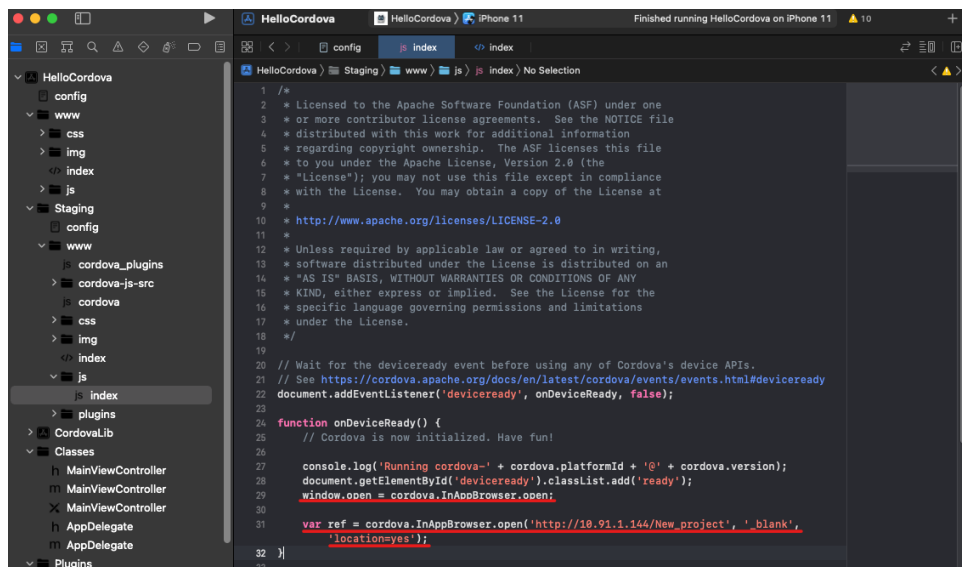 HelloCordova
HelloCordova 〉 iPhone 11
Finished running HelloCordova on iPhone 11
10
config
js index
</> index
HelloCordova 〉 Staging 〉 www 〉 js 〉 js index 〉 No Selection
HelloCordova
config
www
css
img
</> index
js
Staging
config
www
js cordova_plugins
cordova-js-src
js cordova
css
img
</> index
js
js index
plugins
CordovaLib
Classes
h MainViewController
m MainViewController
MainViewController
h AppDelegate
m AppDelegate
Plugins
1 /*
2 * Licensed to the Apache Software Foundation (ASF) under one
3 * or more contributor license agreements.  See the NOTICE file
4 * distributed with this work for additional information
5 * regarding copyright ownership.  The ASF licenses this file
6 * to you under the Apache License, Version 2.0 (the
7 * "License"); you may not use this file except in compliance
8 * with the License.  You may obtain a copy of the License at
9 *
10 * http://www.apache.org/licenses/LICENSE-2.0
11 *
12 * Unless required by applicable law or agreed to in writing,
13 * software distributed under the License is distributed on an
14 * "AS IS" BASIS, WITHOUT WARRANTIES OR CONDITIONS OF ANY
15 * KIND, either express or implied.  See the License for the
16 * specific language governing permissions and limitations
17 * under the License.
18 */
19
20 // Wait for the deviceready event before using any of Cordova's device APIs.
21 // See https://cordova.apache.org/docs/en/latest/cordova/events/events.html#deviceready
22 document.addEventListener('deviceready', onDeviceReady, false);
23
24 function onDeviceReady() {
25 // Cordova is now initialized. Have fun!
26
27 console.log('Running cordova-' + cordova.platformId + '@' + cordova.version);
28 document.getElementById('deviceready').classList.add('ready');
29 window.open = cordova.InAppBrowser.open;
30
31 var ref = cordova.InAppBrowser.open('http://10.91.1.144/New_project', '_blank',
'location=yes');
32 }